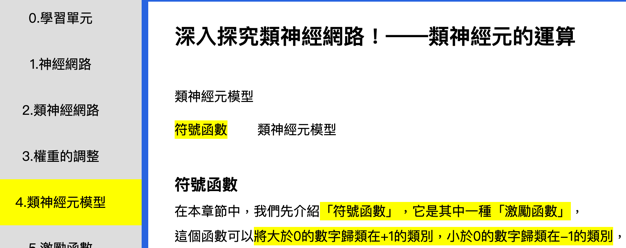 0.學習單元
1.神經網路
2.類神經網路
3.權重的調整
4.類神經元模型
5.激勵函數
深入探究類神經網路！——類神經元的運算
類神經元模型
符號函數 類神經元模型
符號函數
在本章節中，我們先介紹「符號函數」，它是其中一種「激勵函數」，
這個函數可以將大於0的數字歸類在+1的類別，小於0的數字歸類在−1的類別，